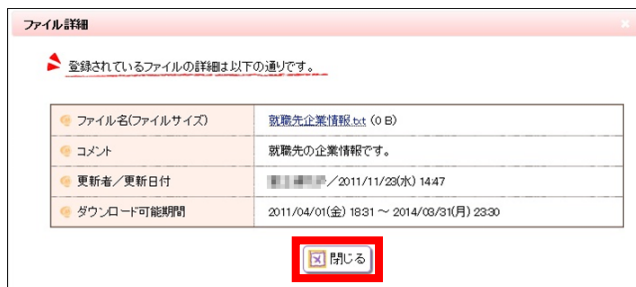 ファイル詳細
登録されているファイルの詳細は以下の通りです。
ファイル名(ファイルサイズ) 就職先企業情報.txt (0 B)
コメント 就職先の企業情報です。
更新者／更新日付 ／2011/11/23(水) 14:47
ダウンロード可能期間 2011/04/01(金) 18:31 ～ 2014/03/31(月) 23:30
閉じる